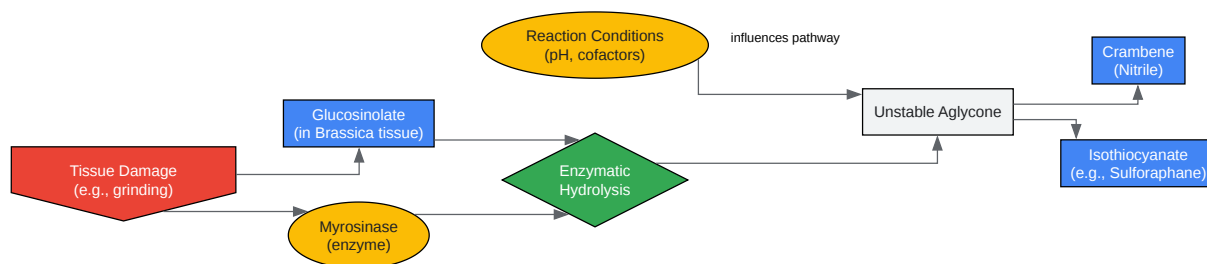 Reaction Conditions
(pH, cofactors)
influences pathway
Crambene
(Nitrile)
Glucosinolate
(in Brassica tissue)
Unstable Aglycone
Tissue Damage
(e.g., grinding)
Enzymatic
Hydrolysis
Isothiocyanate
(e.g., Sulforaphane)
Myrosinase
(enzyme)